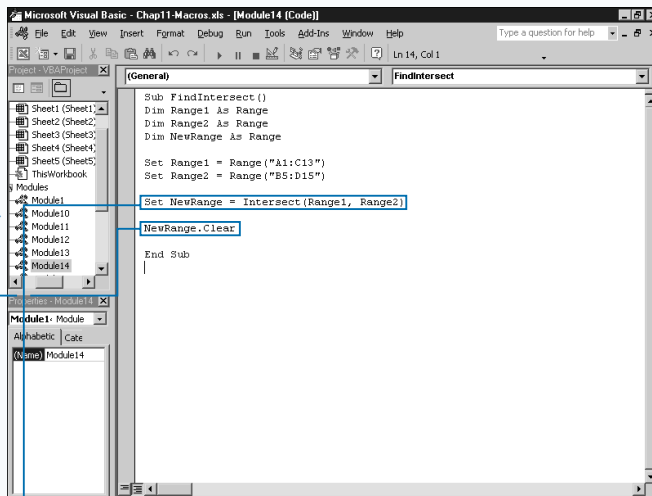 Microsoft Visual Basic - Chap11-Macros.xls - [Module14 (Code)]
File Edit View Insert Format Debug Run Tools Add-Ins Window Help
Type a question for help
Ln 14, Col 1
Project - VBAProject
(General)
FindIntersect
Sheet1 (Sheet1)
Sheet2 (Sheet2)
Sheet3 (Sheet3)
Sheet4 (Sheet4)
Sheet5 (Sheet5)
ThisWorkbook
Modules
Module1
Module10
Module11
Module12
Module13
Module14
Properties - Module14
Module1 Module
Alphabetic Cate
(Name) Module14
Sub FindIntersect()
Dim Range1 As Range
Dim Range2 As Range
Dim NewRange As Range
Set Range1 = Range("A1:C13")
Set Range2 = Range("B5:D15")
Set NewRange = Intersect(Range1, Range2)
NewRange.Clear
End Sub